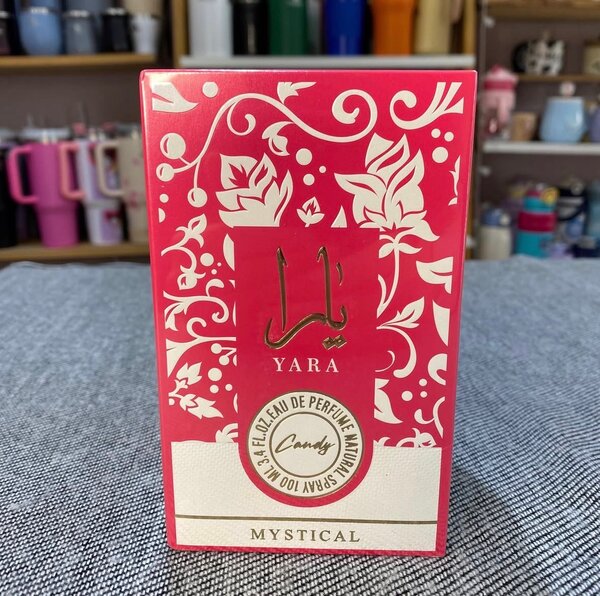 يارا
YARA
100 ML 3.4 FL.OZ.EAU DE PERFUME NATURAL SPRAY
Candy
MYSTICAL